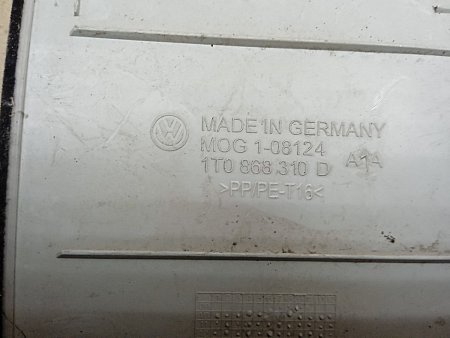 MADE IN GERMANY
MOG 1-08124
1T0 868 310 D A1A
>PP/PE-T16<